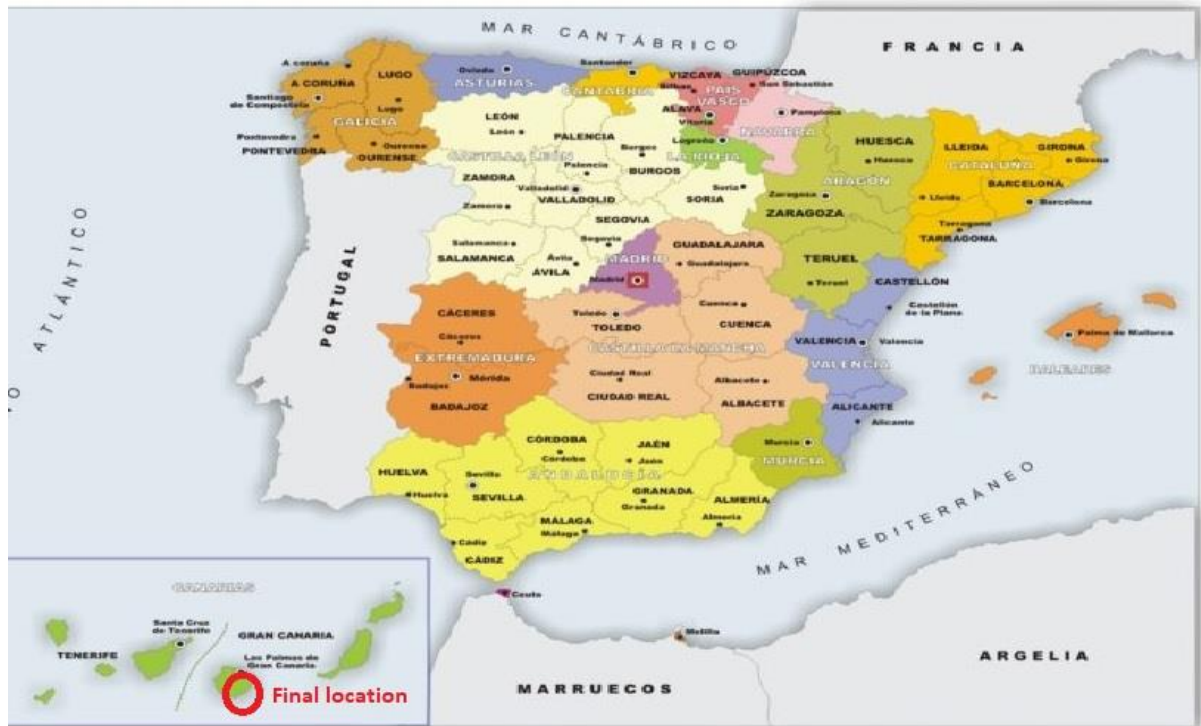 MAR CANTÁBRICO
FRANCIA
A coruña
A CORUÑA
LUGO
Lugo
Santiago
de Compostela
GALICIA
Pontevedra
PONTEVEDRA
Ourense
OURENSE
Oviedo
ASTURIAS
Santander
CANTABRIA
VIZCAYA
Bilbao
GUIPÚZCOA
San Sebastián
PAIS
VASCO
ALAVA
Vitoria
Pamplona
NAVARRA
Logroño
LA RIOJA
LEÓN
León
PALENCIA
Palencia
CASTILLA LEÓN
Burgos
BURGOS
ZAMORA
Zamora
Valladolid
VALLADOLID
Soria
SORIA
SEGOVIA
Segovia
Salamanca
SALAMANCA
Ávila
ÁVILA
HUESCA
Huesca
ARAGÓN
Zaragoza
ZARAGOZA
TERUEL
Teruel
LLEIDA
Lleida
GIRONA
Girona
CATALUÑA
BARCELONA
Barcelona
Tarragona
TARRAGONA
MADRID
Madrid
GUADALAJARA
Guadalajara
Toledo
TOLEDO
Cuenca
CUENCA
CASTILLA LA MANCHA
Ciudad Real
CIUDAD REAL
Albacete
ALBACETE
CÁCERES
Cáceres
EXTREMADURA
Badajoz
Mérida
BADAJOZ
CASTELLÓN
Castellón
de la Plana
VALENCIA
Valencia
VALENCIA
ALICANTE
Alicante
Murcia
MURCIA
Palma de Mallorca
BALEARES
CÓRDOBA
Córdoba
JAÉN
Jaén
ANDALUCÍA
HUELVA
Huelva
Sevilla
SEVILLA
GRANADA
Granada
ALMERÍA
Almería
MÁLAGA
Málaga
Cádiz
CÁDIZ
Ceuta
Melilla
PORTUGAL
O ATLÁNTICO
MAR MEDITERRÁNEO
MARRUECOS
ARGELIA
CANARIAS
Santa Cruz
de Tenerife
TENERIFE
GRAN CANARIA
Las Palmas de
Gran Canaria
Final location